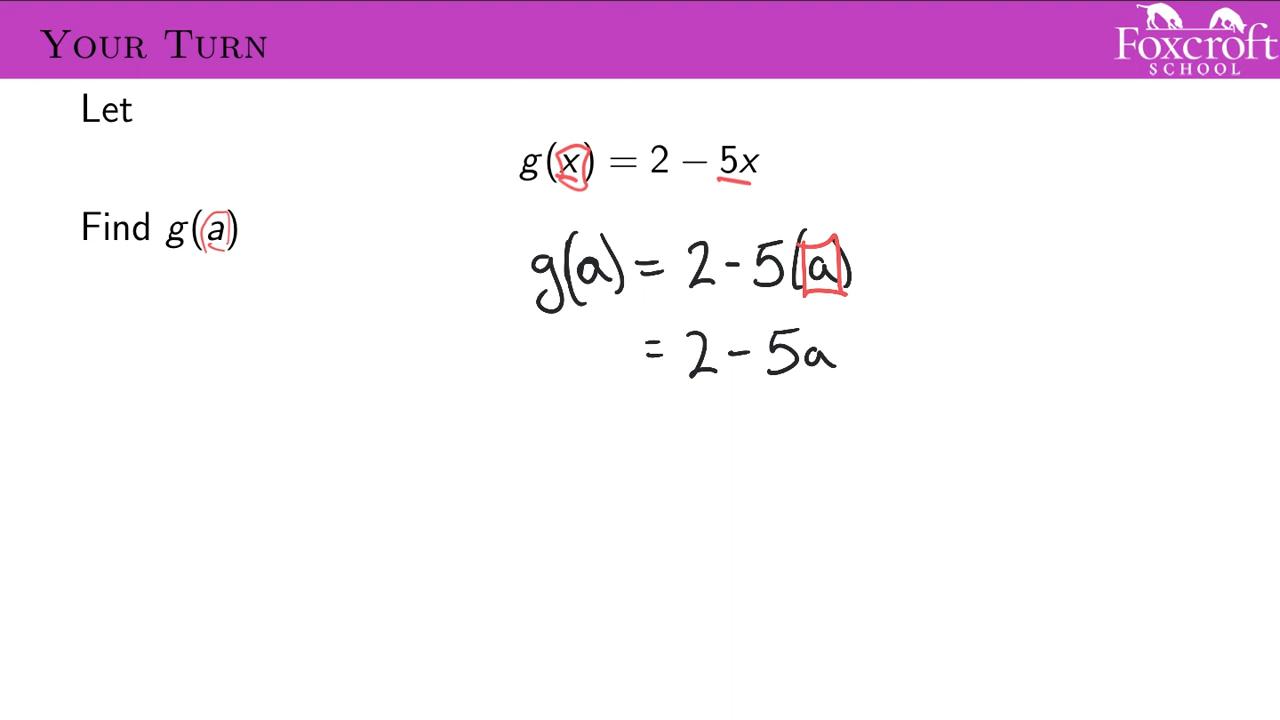 YOUR TURN
Foxcroft
SCHOOL
Let
g(x) = 2 − 5x
Find g(a)
g(a) = 2 - 5(a)
= 2 - 5a